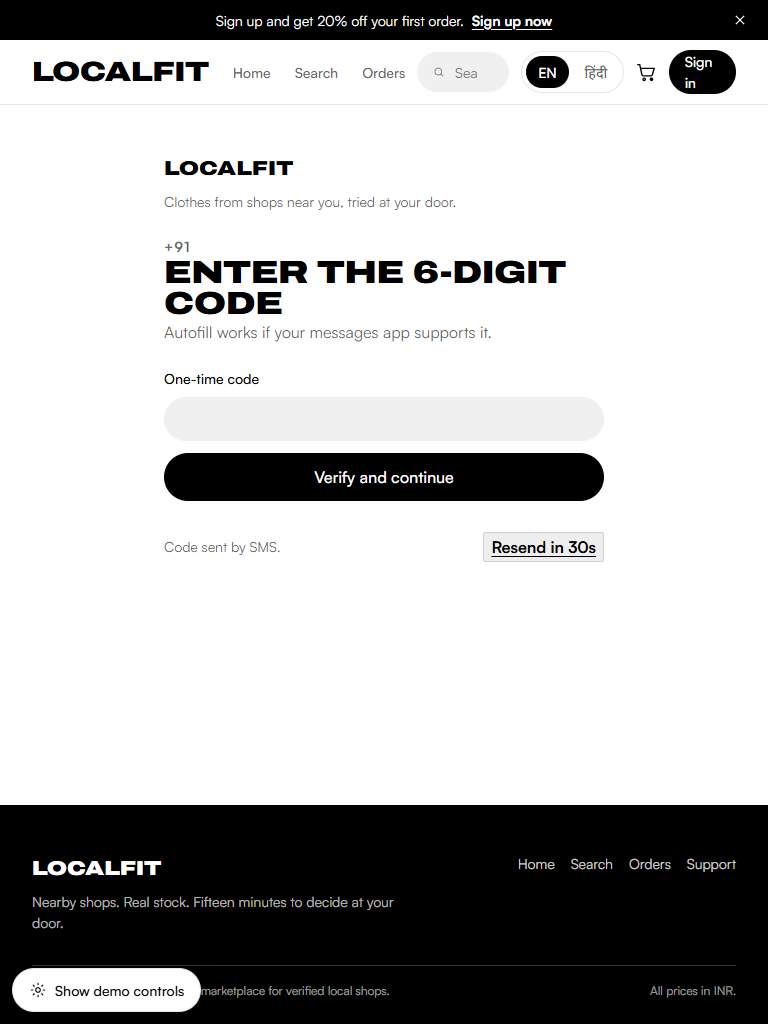 Sign up and get 20% off your first order. Sign up now
LOCALFIT
Home
Search
Orders
Sea
EN
हिंदी
Sign
in
LOCALFIT
Clothes from shops near you, tried at your door.
+91
ENTER THE 6-DIGIT
CODE
Autofill works if your messages app supports it.
One-time code
Verify and continue
Code sent by SMS.
Resend in 30s
LOCALFIT
Home
Search
Orders
Support
Nearby shops. Real stock. Fifteen minutes to decide at your
door.
Show demo controls
marketplace for verified local shops.
All prices in INR.